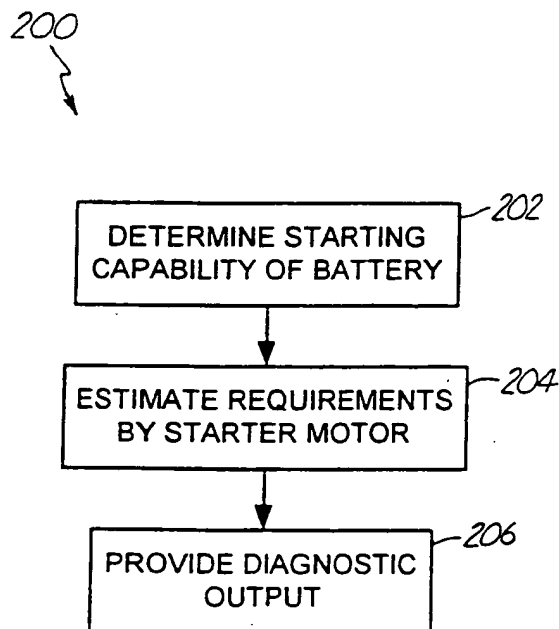 200
202
DETERMINE STARTING
CAPABILITY OF BATTERY
204
ESTIMATE REQUIREMENTS
BY STARTER MOTOR
206
PROVIDE DIAGNOSTIC
OUTPUT